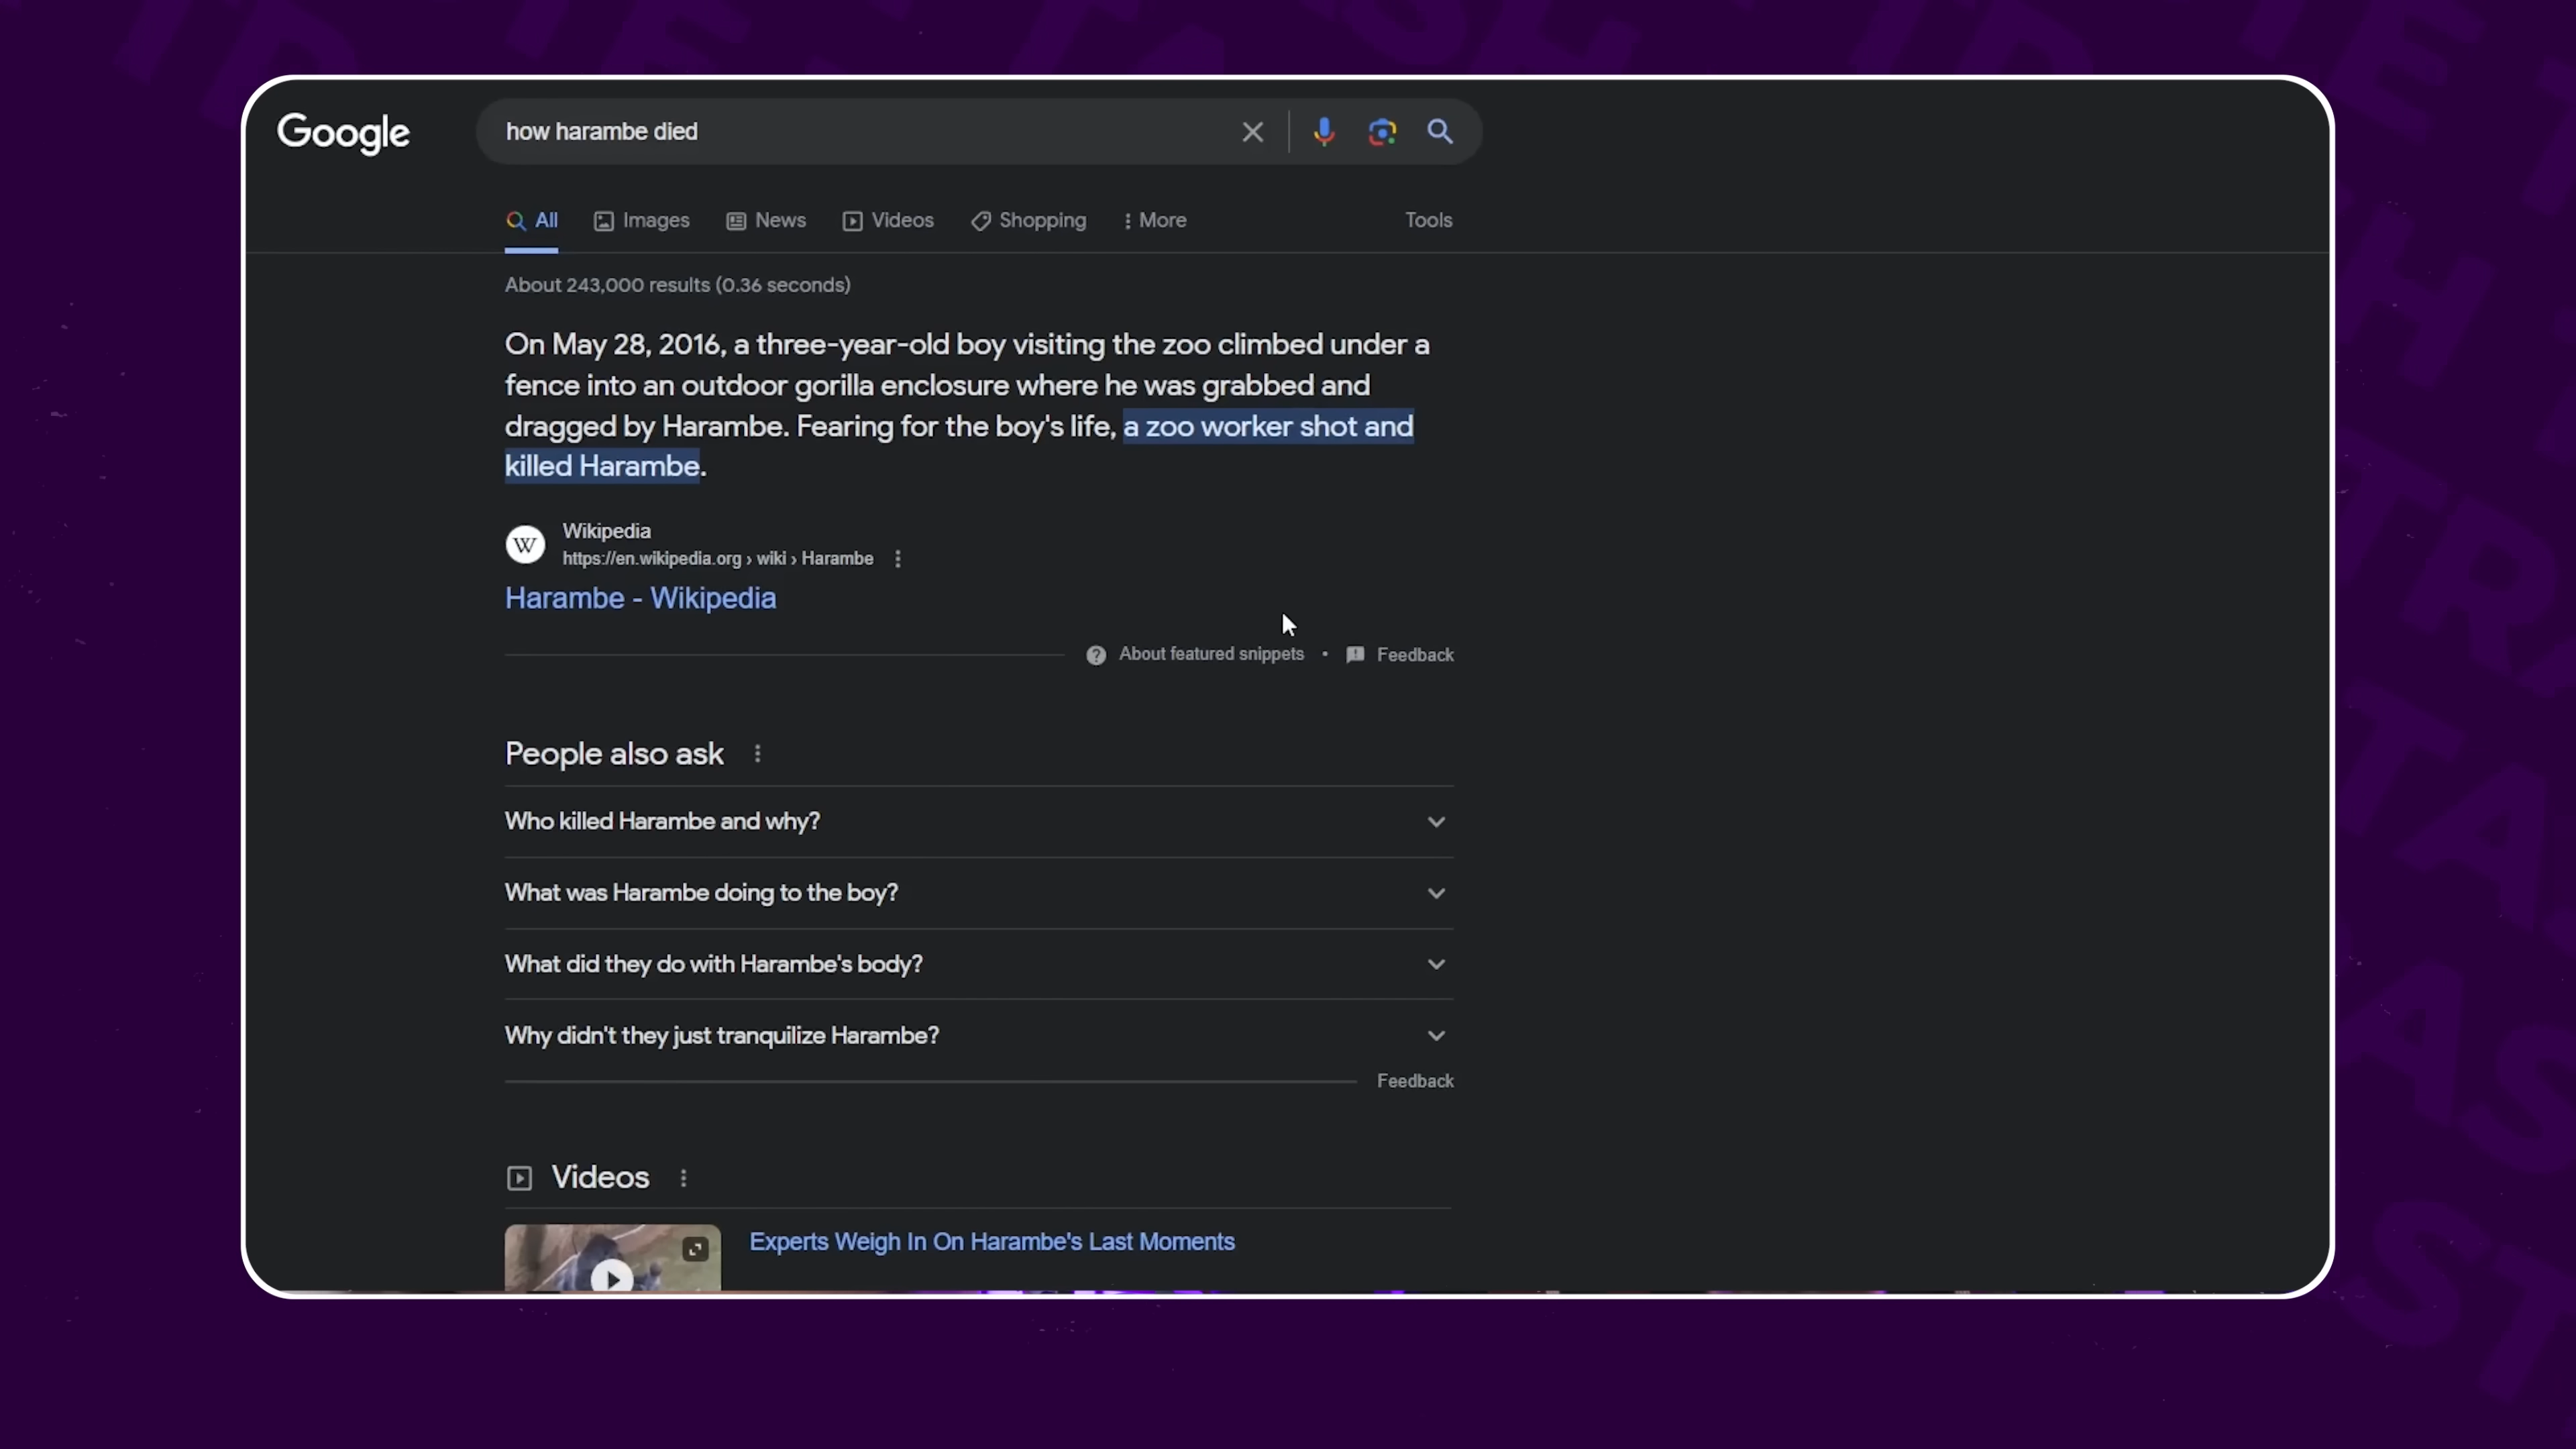 Google
how harambe died
All Images News Videos Shopping More Tools
About 243,000 results (0.36 seconds)
On May 28, 2016, a three-year-old boy visiting the zoo climbed under a
fence into an outdoor gorilla enclosure where he was grabbed and
dragged by Harambe. Fearing for the boy's life, a zoo worker shot and
killed Harambe.
W
Wikipedia
https://en.wikipedia.org › wiki › Harambe
Harambe - Wikipedia
About featured snippets • Feedback
People also ask
Who killed Harambe and why?
What was Harambe doing to the boy?
What did they do with Harambe's body?
Why didn't they just tranquilize Harambe?
Feedback
Videos
Experts Weigh In On Harambe's Last Moments